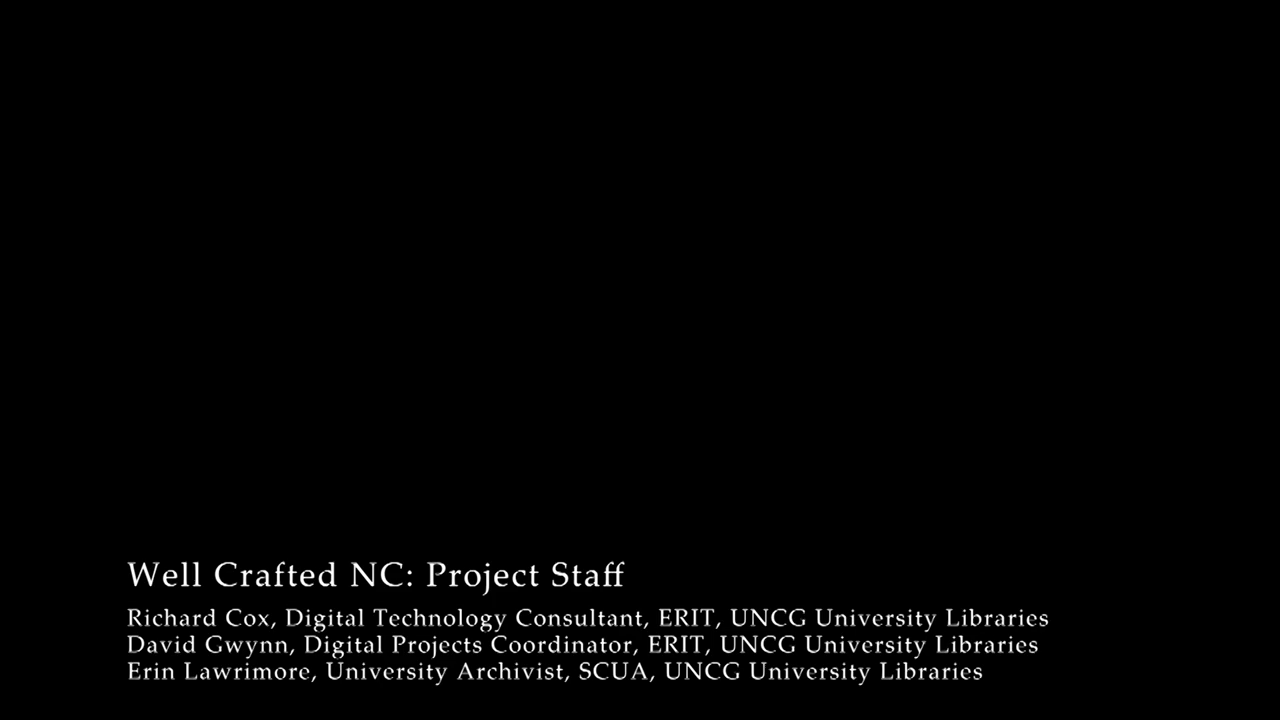 Well Crafted NC: Project Staff
Richard Cox, Digital Technology Consultant, ERIT, UNCG University Libraries
David Gwynn, Digital Projects Coordinator, ERIT, UNCG University Libraries
Erin Lawrimore, University Archivist, SCUA, UNCG University Libraries